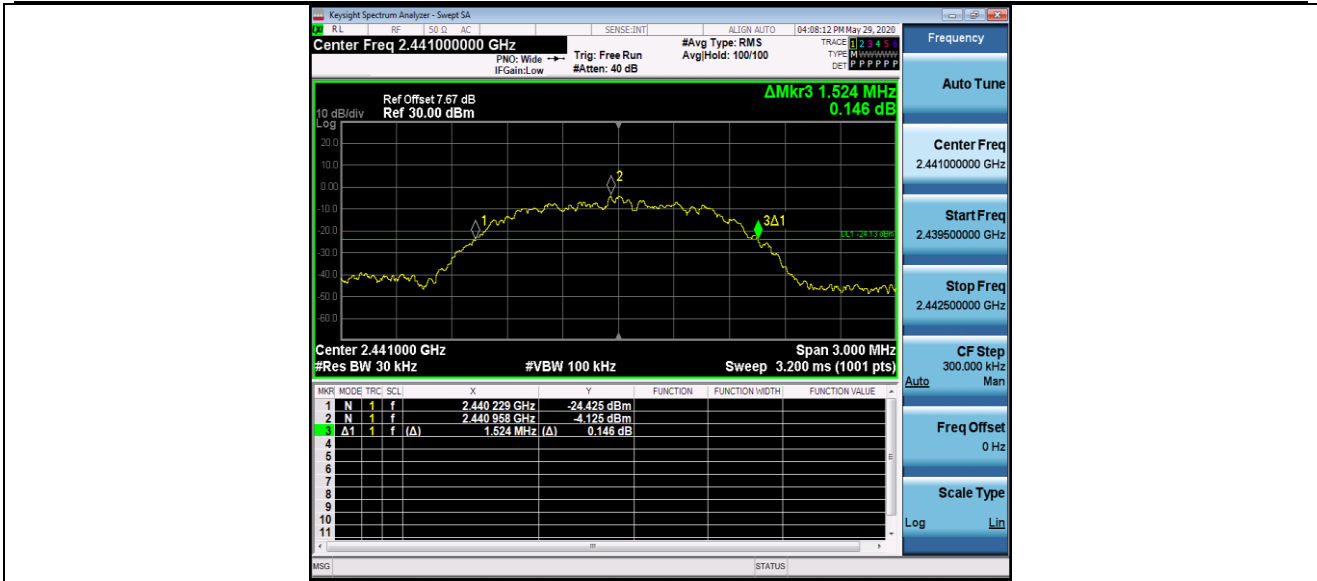 Keysight Spectrum Analyzer - Swept SA
RL RF 50 Ω AC SENSE:INT ALIGN AUTO 04:08:12 PM May 29, 2020
Center Freq 2.441000000 GHz
PNO: Wide
IFGain:Low
Trig: Free Run
#Atten: 40 dB
#Avg Type: RMS
Avg|Hold: 100/100
TRACE 1 2 3 4 5 6
TYPE M W W W W W
DET P P P P P P
Ref Offset 7.67 dB
10 dB/div Ref 30.00 dBm
Log
ΔMkr3 1.524 MHz
0.146 dB
20.0
10.0
0.00
-10.0
-20.0
-30.0
-40.0
-50.0
-60.0
1
2
3Δ1
DL1 -24.13 dBm
Center 2.441000 GHz Span 3.000 MHz
#Res BW 30 kHz #VBW 100 kHz Sweep 3.200 ms (1001 pts)
MKR MODE TRC SCL X Y FUNCTION FUNCTION WIDTH FUNCTION VALUE
1 N 1 f 2.440 229 GHz -24.425 dBm
2 N 1 f 2.440 958 GHz -4.125 dBm
3 Δ1 1 f (Δ) 1.524 MHz (Δ) 0.146 dB
4
5
6
7
8
9
10
11
MSG STATUS
Frequency
Auto Tune
Center Freq
2.441000000 GHz
Start Freq
2.439500000 GHz
Stop Freq
2.442500000 GHz
CF Step
300.000 kHz
Auto Man
Freq Offset
0 Hz
Scale Type
Log Lin